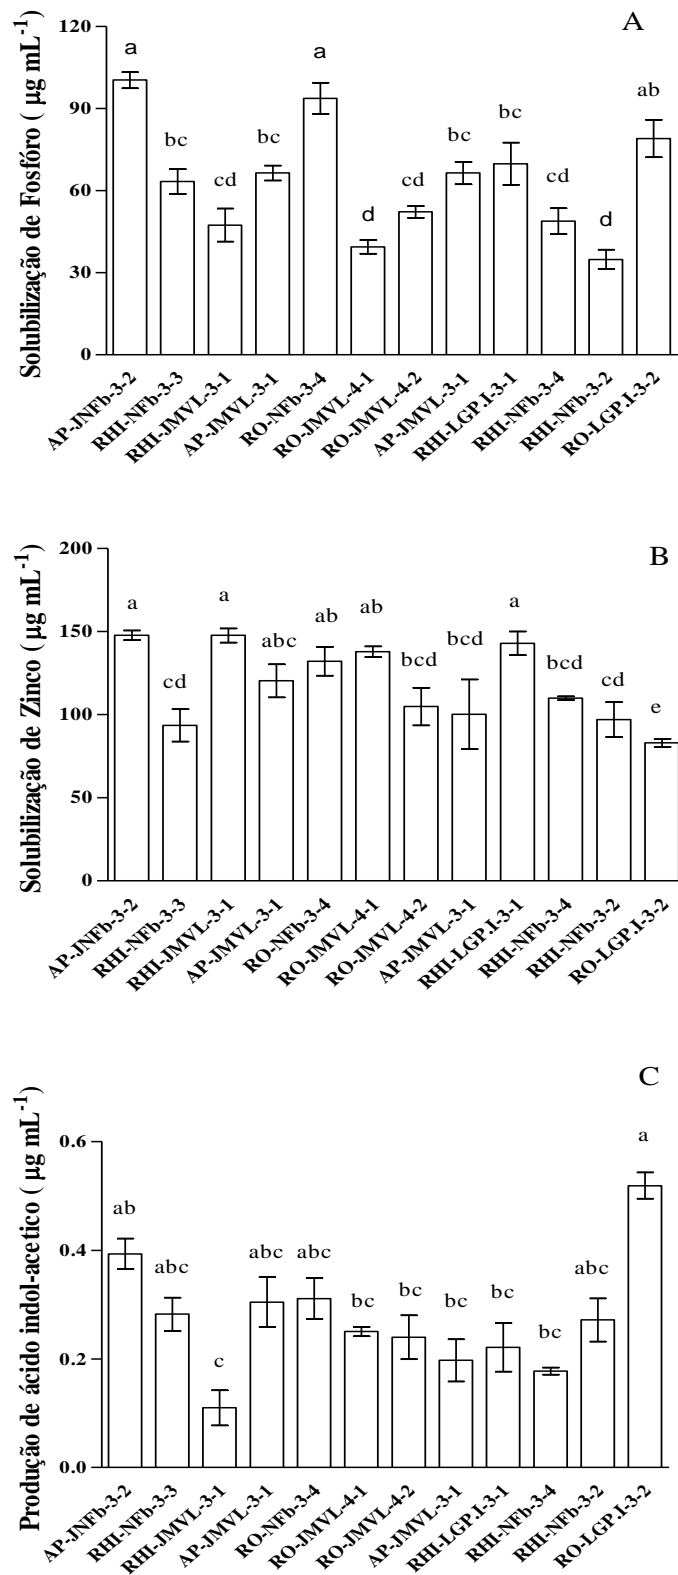 A
Solubilização de Fosfóro ( µg mL-1)
120
90
60
30
0
a
bc
cd
bc
a
d
cd
bc
bc
cd
d
ab
AP-JNFb-3-2
RHI-NFb-3-3
RHI-JMVL-3-1
AP-JMVL-3-1
RO-NFb-3-4
RO-JMVL-4-1
RO-JMVL-4-2
AP-JMVL-3-1
RHI-LGP.I-3-1
RHI-NFb-3-4
RHI-NFb-3-2
RO-LGP.I-3-2
B
Solubilização de Zinco ( µg mL-1)
200
150
100
50
0
a
cd
a
abc
ab
ab
bcd
bcd
a
bcd
cd
e
AP-JNFb-3-2
RHI-NFb-3-3
RHI-JMVL-3-1
AP-JMVL-3-1
RO-NFb-3-4
RO-JMVL-4-1
RO-JMVL-4-2
AP-JMVL-3-1
RHI-LGP.I-3-1
RHI-NFb-3-4
RHI-NFb-3-2
RO-LGP.I-3-2
C
Produção de ácido indol-acetico ( µg mL-1)
0.6
0.4
0.2
0.0
ab
abc
c
abc
abc
bc
bc
bc
bc
bc
abc
a
AP-JNFb-3-2
RHI-NFb-3-3
RHI-JMVL-3-1
AP-JMVL-3-1
RO-NFb-3-4
RO-JMVL-4-1
RO-JMVL-4-2
AP-JMVL-3-1
RHI-LGP.I-3-1
RHI-NFb-3-4
RHI-NFb-3-2
RO-LGP.I-3-2